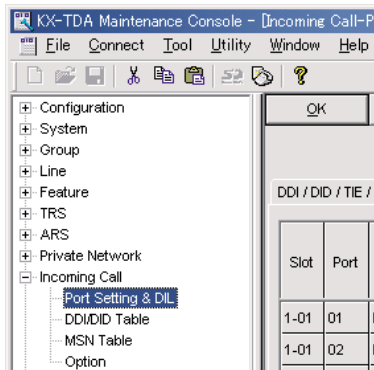 KX-TDA Maintenance Console - [Incoming Call-P
File Connect Tool Utility Window Help
Configuration
System
Group
Line
Feature
TRS
ARS
Private Network
Incoming Call
Port Setting & DIL
DDI/DID Table
MSN Table
Option
OK
DDI / DID / TIE /
Slot Port
1-01 01
1-01 02